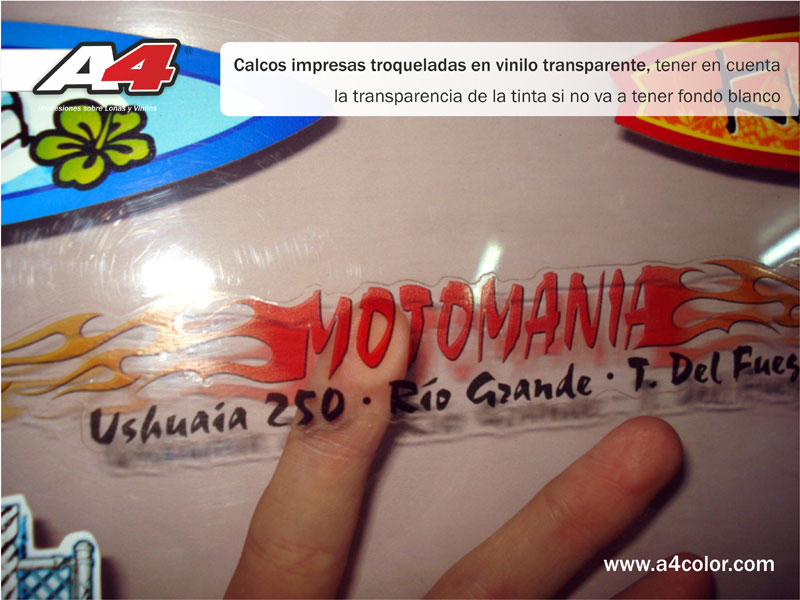 A4®
Impresiones sobre Lonas y Vinilos
Calcos impresas troqueladas en vinilo transparente, tener en cuenta
la transparencia de la tinta si no va a tener fondo blanco
MOTOMANIA
Ushuaia 250 · Río Grande · T. Del Fueg
www.a4color.com